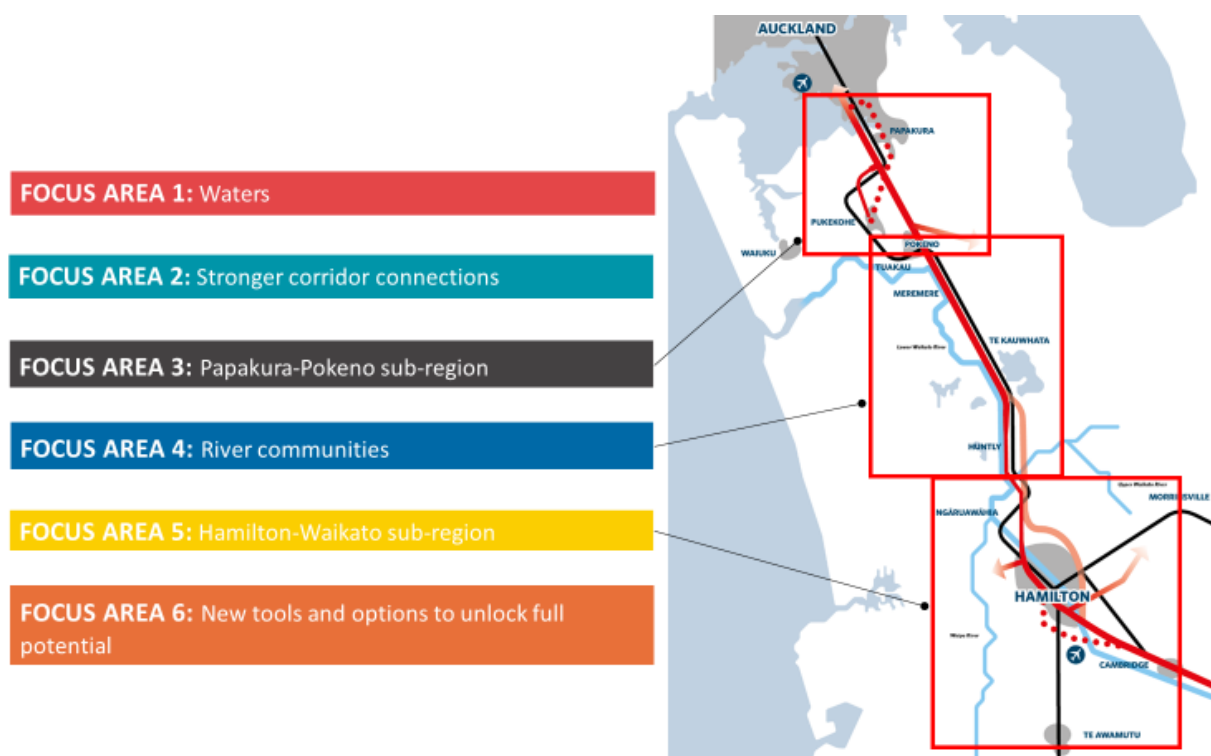 FOCUS AREA 1: Waters
FOCUS AREA 2: Stronger corridor connections
FOCUS AREA 3: Papakura-Pokeno sub-region
FOCUS AREA 4: River communities
FOCUS AREA 5: Hamilton-Waikato sub-region
FOCUS AREA 6: New tools and options to unlock full
potential
AUCKLAND
PAPAKURA
PUKEKOHE
WAIUKU
POKENO
TUAKAU
MEREMERE
TE KAUWHATA
Lower Waikato River
HUNTLY
Upper Waikato River
MORRINSVILLE
NGĀRUAWĀHIA
HAMILTON
Waipa River
CAMBRIDGE
TE AWAMUTU